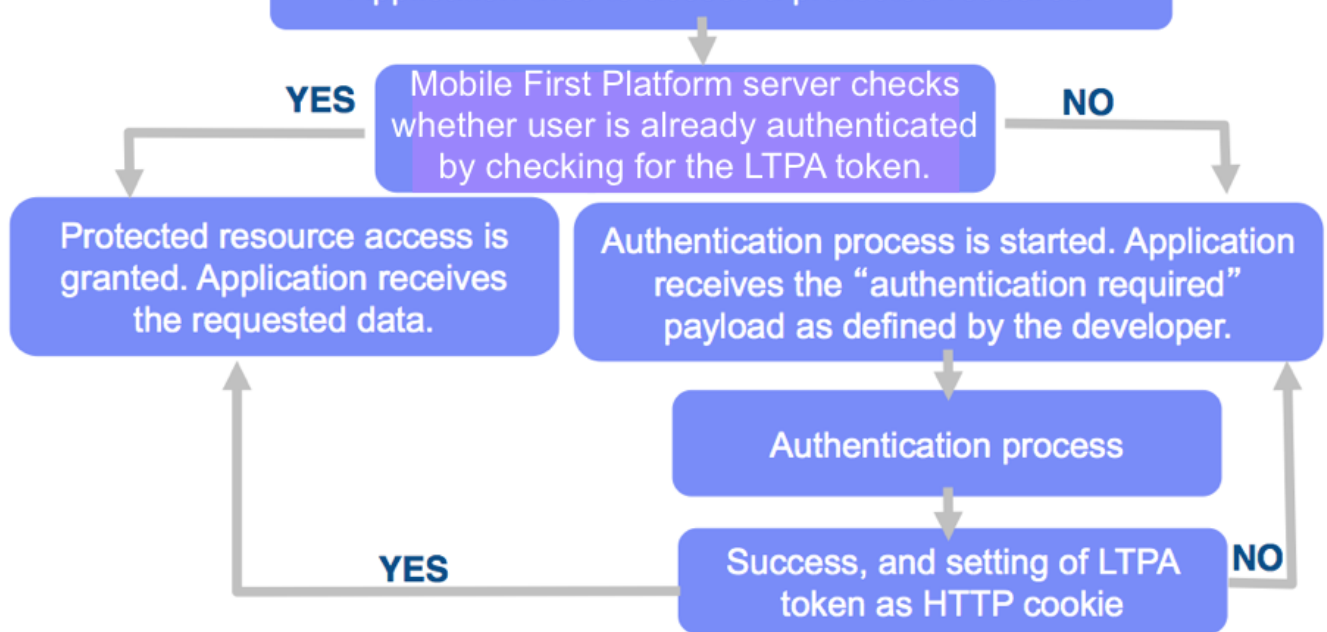 Mobile First Platform server checks
whether user is already authenticated
by checking for the LTPA token.
YES
NO
Protected resource access is
granted. Application receives
the requested data.
Authentication process is started. Application
receives the “authentication required”
payload as defined by the developer.
Authentication process
Success, and setting of LTPA
token as HTTP cookie
YES
NO